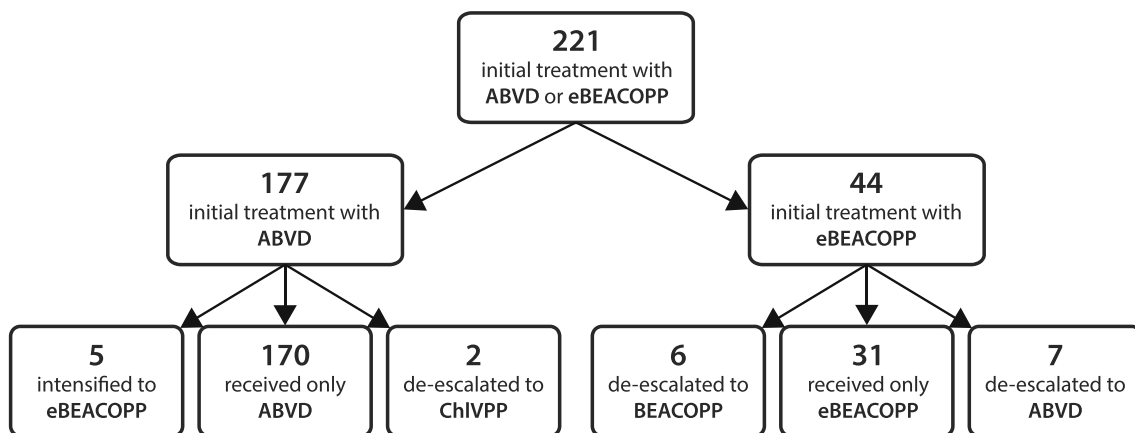 221
initial treatment with
ABVD or eBEACOPP
177
initial treatment with
ABVD
44
initial treatment with
eBEACOPP
5
intensified to
eBEACOPP
170
received only
ABVD
2
de-escalated to
ChlVPP
6
de-escalated to
BEACOPP
31
received only
eBEACOPP
7
de-escalated to
ABVD